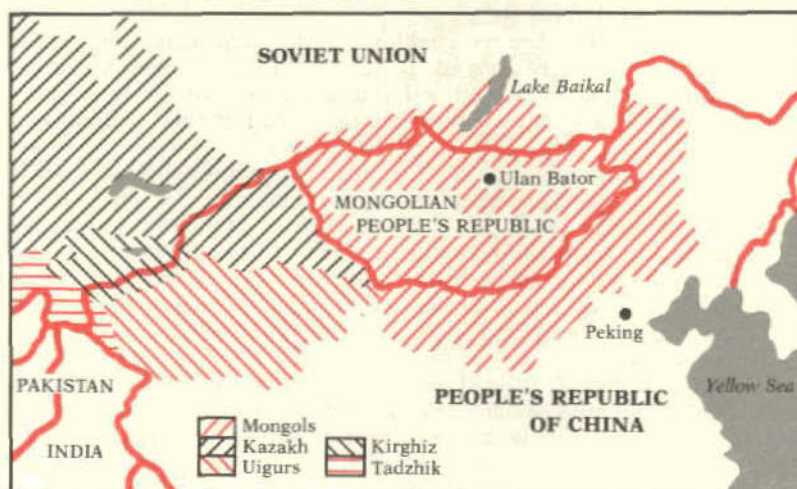 SOVIET UNION
Lake Baikal
Ulan Bator
MONGOLIAN
PEOPLE'S REPUBLIC
Peking
PAKISTAN
INDIA
Yellow Sea
PEOPLE'S REPUBLIC
OF CHINA
Mongols
Kazakh
Uigurs
Kirghiz
Tadzhik